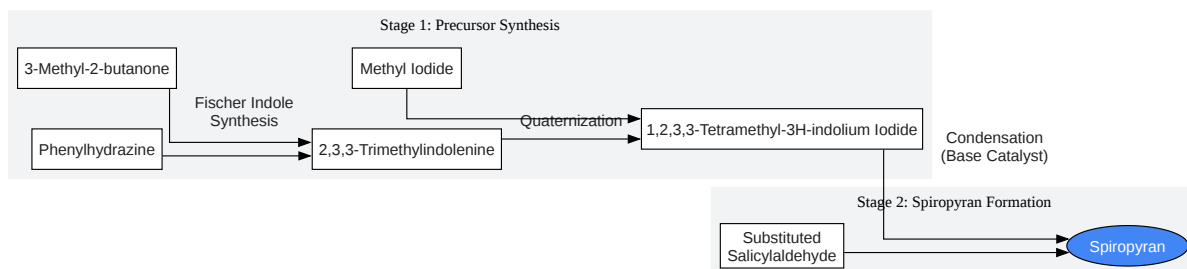 Stage 1: Precursor Synthesis
3-Methyl-2-butanone
Methyl Iodide
Fischer Indole
Synthesis
Quaternization
1,2,3,3-Tetramethyl-3H-indolium Iodide
Phenylhydrazine
2,3,3-Trimethylindolenine
Condensation
(Base Catalyst)
Stage 2: Spiropyran Formation
Substituted
Salicylaldehyde
Spiropyran